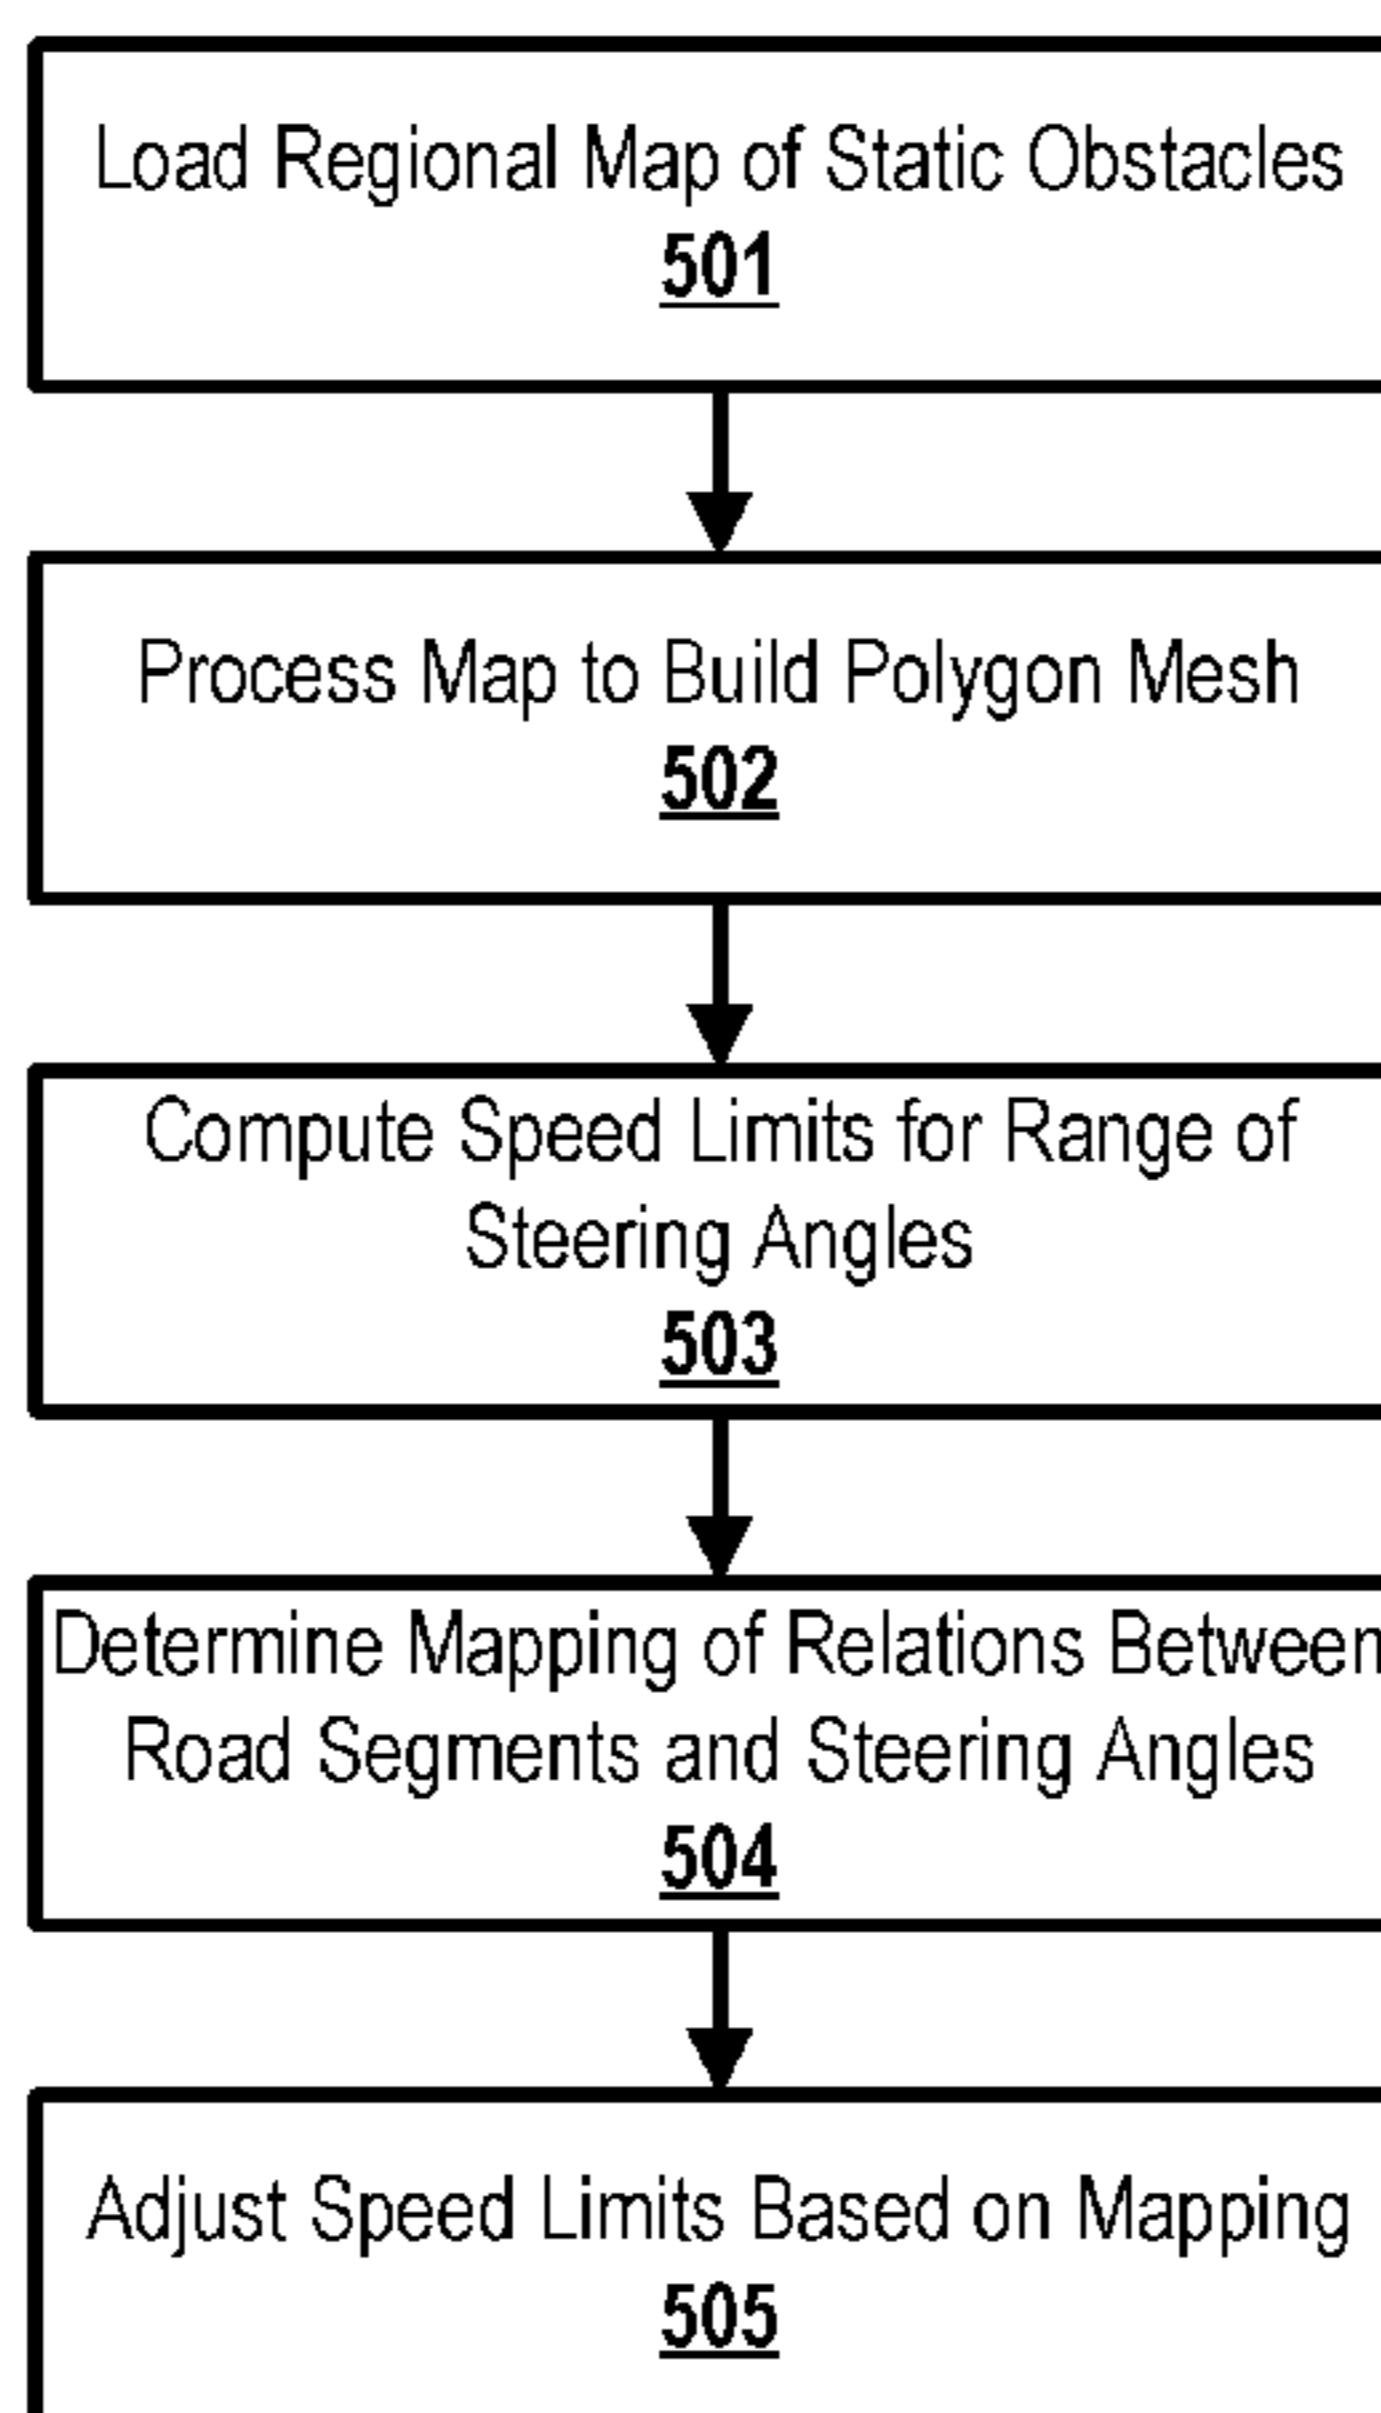 Load Regional Map of Static Obstacles
501
Process Map to Build Polygon Mesh
502
Compute Speed Limits for Range of
Steering Angles
503
Determine Mapping of Relations Between
Road Segments and Steering Angles
504
Adjust Speed Limits Based on Mapping
505